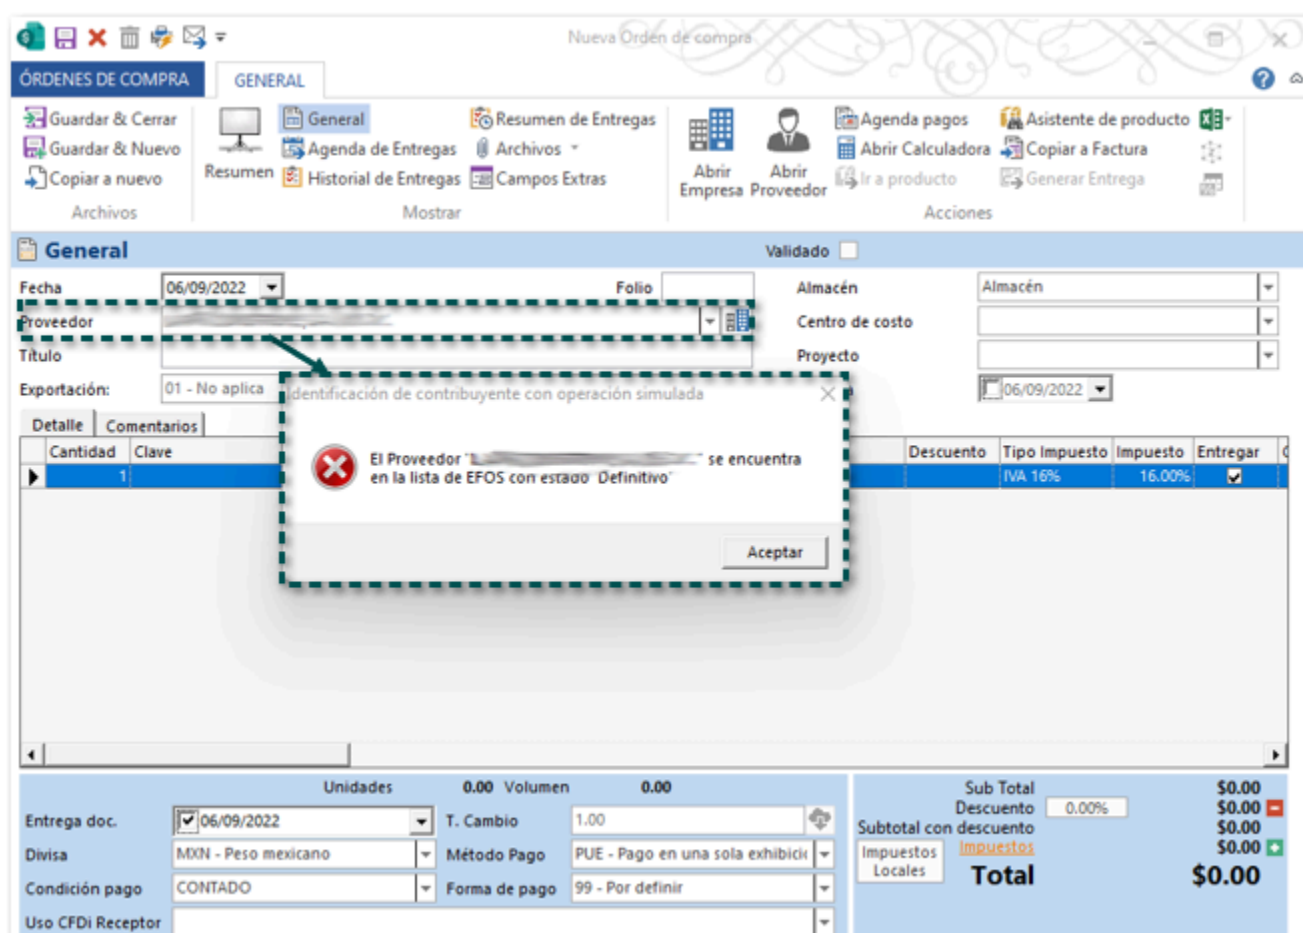 Nueva Orden de compra
ÓRDENES DE COMPRA GENERAL
Guardar & Cerrar
Guardar & Nuevo
Copiar a nuevo
Archivos
Resumen
General
Agenda de Entregas
Historial de Entregas
Resumen de Entregas
Archivos
Campos Extras
Mostrar
Abrir Empresa
Abrir Proveedor
Agenda pagos
Abrir Calculadora
Ir a producto
Asistente de producto
Copiar a Factura
Generar Entrega
Acciones
General Validado
Fecha 06/09/2022 Folio Almacén Almacén
Proveedor Centro de costo
Título Proyecto
Exportación: 01 - No aplica 06/09/2022
Identificación de contribuyente con operación simulada
El Proveedor " " se encuentra
en la lista de EFOS con estado "Definitivo"
Aceptar
Detalle Comentarios
Cantidad Clave Descuento Tipo Impuesto Impuesto Entregar
1 IVA 16% 16.00%
Unidades 0.00 Volumen 0.00
Entrega doc. 06/09/2022 T. Cambio 1.00
Divisa MXN - Peso mexicano Método Pago PUE - Pago en una sola exhibici
Condición pago CONTADO Forma de pago 99 - Por definir
Uso CFDi Receptor
Sub Total $0.00
Descuento 0.00% $0.00
Subtotal con descuento $0.00
Impuestos Locales
Impuestos $0.00
Total $0.00